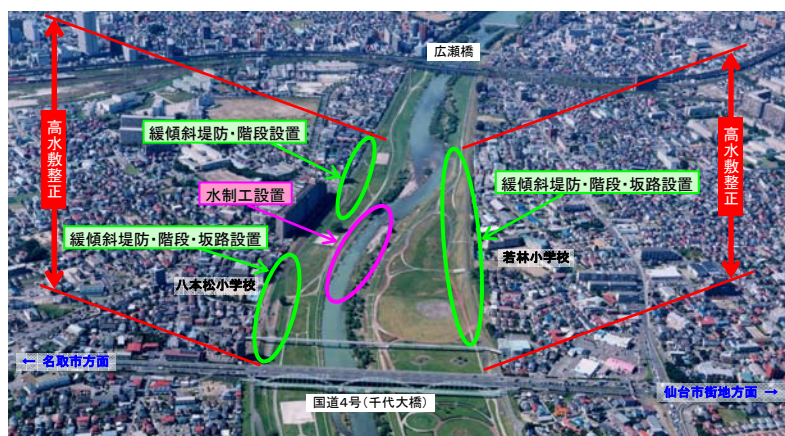 広瀬橋
高水敷整正
緩傾斜堤防・階段設置
水制工設置
緩傾斜堤防・階段・坂路設置
八本松小学校
緩傾斜堤防・階段・坂路設置
若林小学校
高水敷整正
← 名取市方面
国道4号(千代大橋)
仙台市街地方面 →